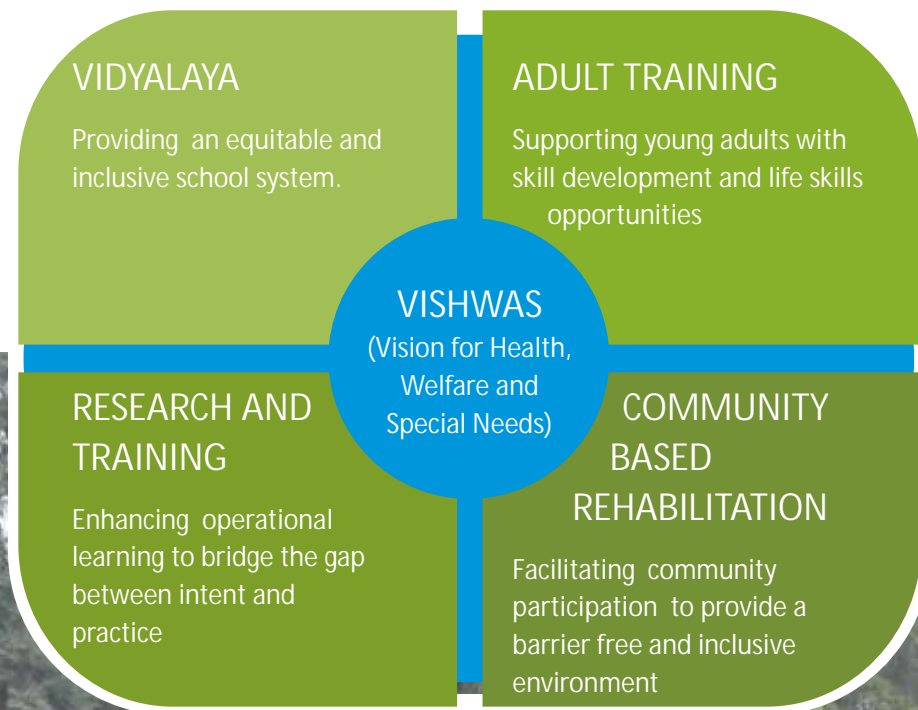 VIDYALAYA
Providing an equitable and
inclusive school system.
ADULT TRAINING
Supporting young adults with
skill development and life skills
opportunities
VISHWAS
(Vision for Health,
Welfare and
Special Needs)
RESEARCH AND
TRAINING
Enhancing operational
learning to bridge the gap
between intent and
practice
COMMUNITY
BASED
REHABILITATION
Facilitating community
participation to provide a
barrier free and inclusive
environment